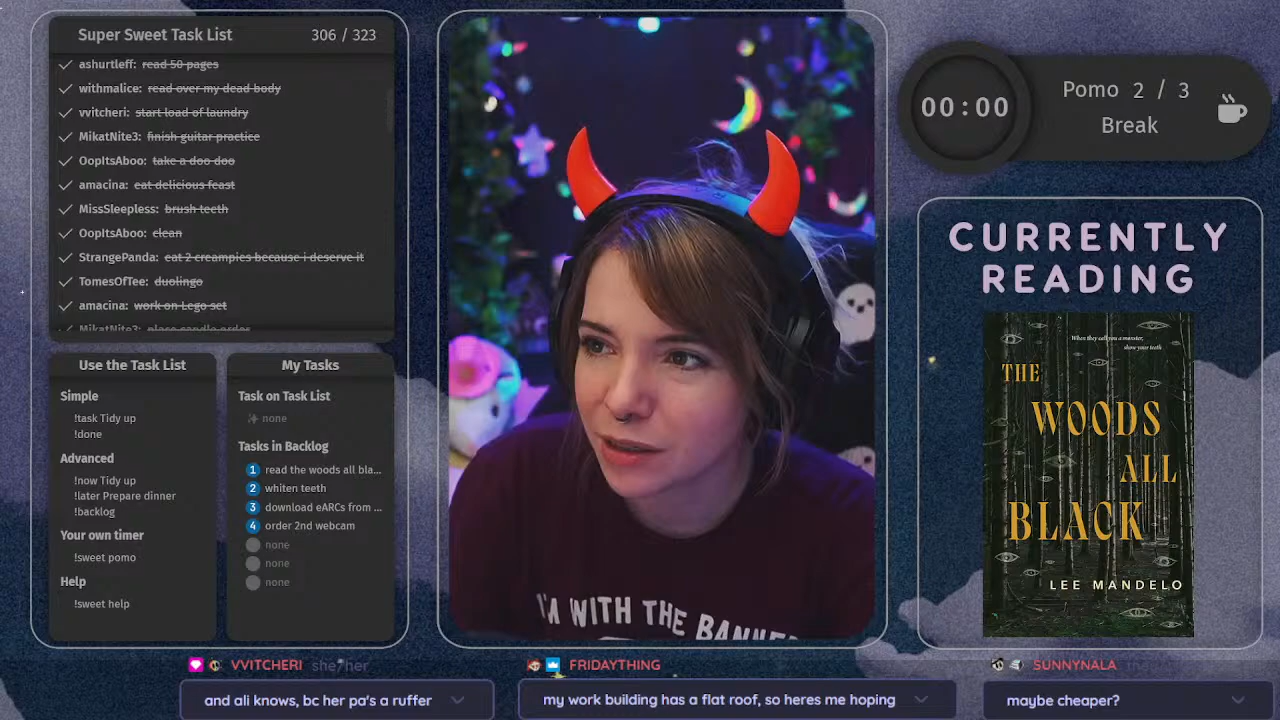 Super Sweet Task List 306 / 323
ashurtleff: read 50 pages
withmalice: read over my dead body
vvitcheri: start load of laundry
MikatNite3: finish guitar practice
OopItsAboo: take a doo doo
amacina: eat delicious feast
MissSleepless: brush teeth
OopItsAboo: clean
StrangePanda: eat 2 creampies because i deserve it
TomesOfTee: duolingo
amacina: work on Lego set
MikatNite3: place candle order
Use the Task List
Simple
!task Tidy up
!done
Advanced
!now Tidy up
!later Prepare dinner
!backlog
Your own timer
!sweet pomo
Help
!sweet help
My Tasks
Task on Task List
none
Tasks in Backlog
1 read the woods all bla...
2 whiten teeth
3 download eARCs from ...
4 order 2nd webcam
none
none
none
I'M WITH THE BANNE
00:00
Pomo 2 / 3
Break
CURRENTLY
READING
When they call you a monster,
show your teeth
THE
WOODS
ALL
BLACK
LEE MANDELO
VVITCHERI she/her
and ali knows, bc her pa's a ruffer
FRIDAYTHING
my work building has a flat roof, so heres me hoping
SUNNYNALA
maybe cheaper?